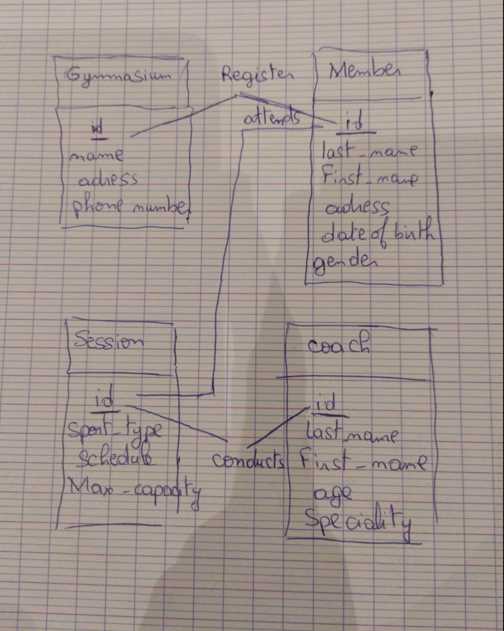 Gymnasium
id
name
adress
phone number
Register
attends
Member
id
last_name
First_name
adress
date of birth
gender
Session
id
Sport_type
Schedule
Max_capacity
conducts
coach
id
last_name
First_name
age
Speciality